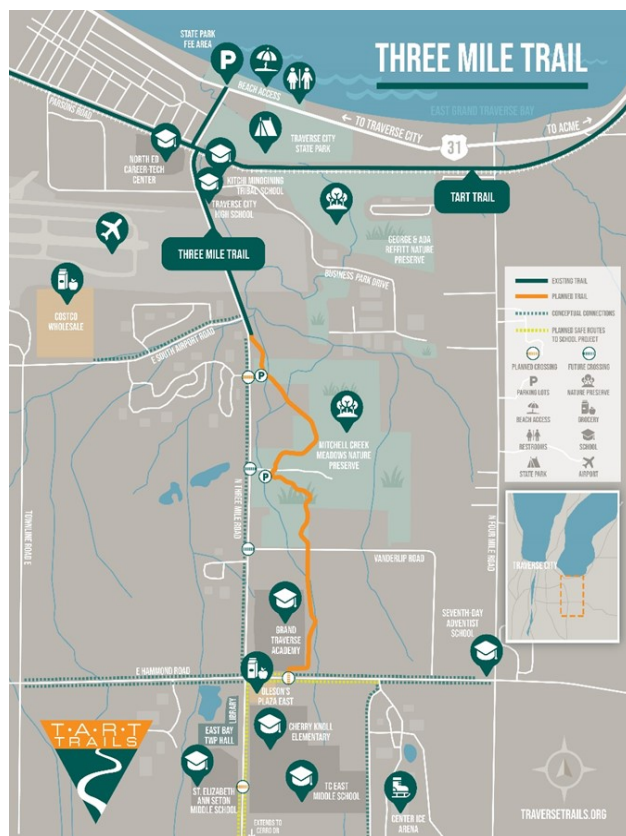 THREE MILE TRAIL
STATE PARK
FEE AREA
P
BEACH ACCESS
PARSONS ROAD
EAST GRAND TRAVERSE BAY
← TO TRAVERSE CITY
31
TO ACME →
TRAVERSE CITY
STATE PARK
NORTH ED
CAREER-TECH
CENTER
KITCHI MINOGINING
TRIBAL SCHOOL
TRAVERSE CITY
HIGH SCHOOL
TART TRAIL
THREE MILE TRAIL
GEORGE & ADA
REFFITT NATURE
PRESERVE
BUSINESS PARK DRIVE
COSTCO
WHOLESALE
E SOUTH AIRPORT ROAD
EXISTING TRAIL
PLANNED TRAIL
CONCEPTUAL CONNECTIONS
PLANNED SAFE ROUTES
TO SCHOOL PROJECT
PLANNED CROSSING
FUTURE CROSSING
P
PARKING LOTS
NATURE PRESERVE
BEACH ACCESS
GROCERY
RESTROOMS
SCHOOL
STATE PARK
AIRPORT
P
MITCHELL CREEK
MEADOWS NATURE
PRESERVE
P
N THREE MILE ROAD
TOWNLINE ROAD E
N FOUR MILE ROAD
VANDERLIP ROAD
TRAVERSE CITY
GRAND
TRAVERSE
ACADEMY
SEVENTH-DAY
ADVENTIST
SCHOOL
E HAMMOND ROAD
OLESON'S
PLAZA EAST
LIBRARY
EAST BAY
TWP HALL
CHERRY KNOLL
ELEMENTARY
ST. ELIZABETH
ANN SETON
MIDDLE SCHOOL
TC EAST
MIDDLE SCHOOL
CENTER ICE
ARENA
EXTENDS TO
T·A·R·T
TRAILS
TRAVERSETRAILS.ORG